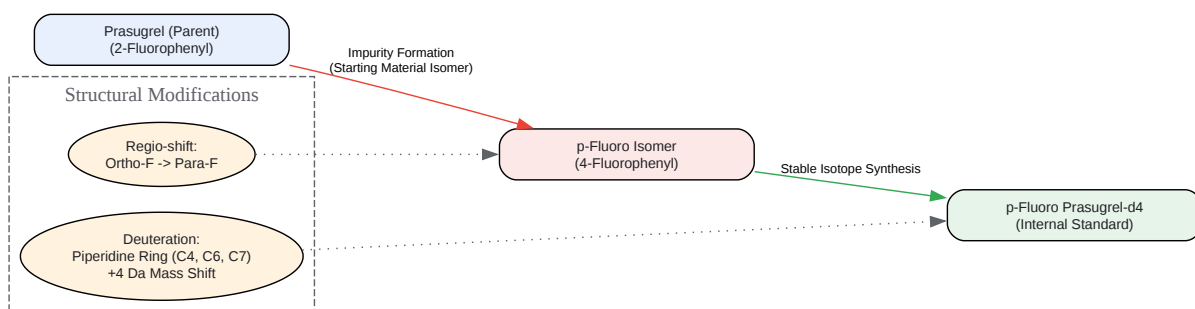 Prasugrel (Parent)
(2-Fluorophenyl)
Impurity Formation
(Starting Material Isomer)
Structural Modifications
Regio-shift:
Ortho-F -> Para-F
p-Fluoro Isomer
(4-Fluorophenyl)
Stable Isotope Synthesis
p-Fluoro Prasugrel-d4
(Internal Standard)
Deuteration:
Piperidine Ring (C4, C6, C7)
+4 Da Mass Shift